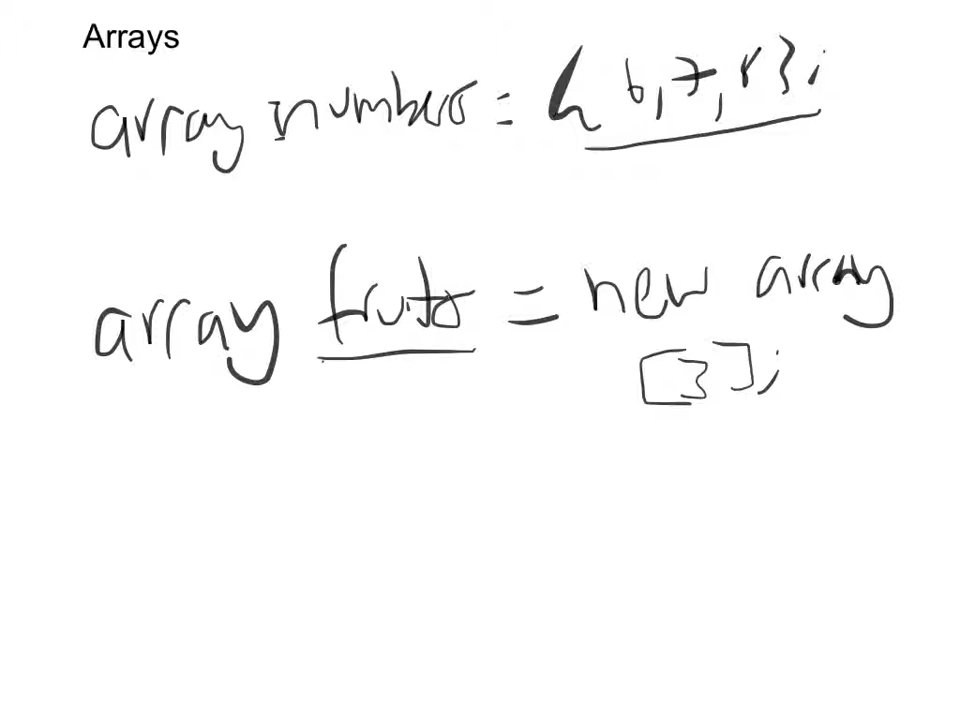 Arrays
array numbers = { 6, 7, 8 };
array fruits = new array
[3];